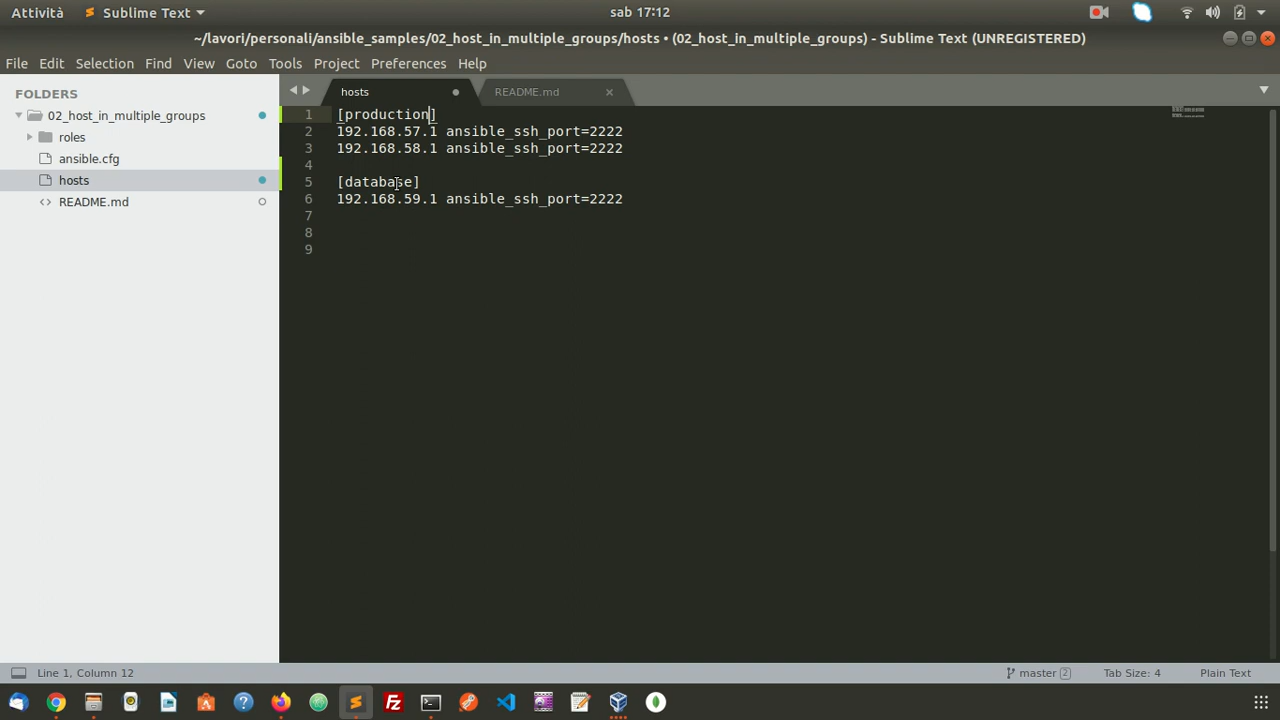 Attività
Sublime Text
sab 17:12
~/lavori/personali/ansible_samples/02_host_in_multiple_groups/hosts • (02_host_in_multiple_groups) - Sublime Text (UNREGISTERED)
File Edit Selection Find View Goto Tools Project Preferences Help
FOLDERS
02_host_in_multiple_groups
roles
ansible.cfg
hosts
README.md
hosts
README.md
1 [production]
2 192.168.57.1 ansible_ssh_port=2222
3 192.168.58.1 ansible_ssh_port=2222
4
5 [database]
6 192.168.59.1 ansible_ssh_port=2222
7
8
9
Line 1, Column 12
master 2
Tab Size: 4
Plain Text